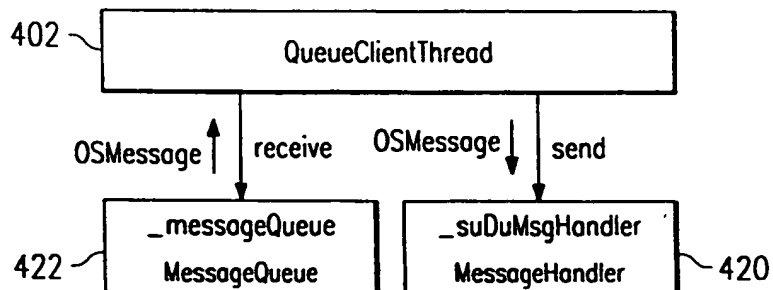 402
QueueClientThread
OSMessage receive OSMessage send
_messageQueue
MessageQueue
_suDuMsgHandler
MessageHandler
422
420